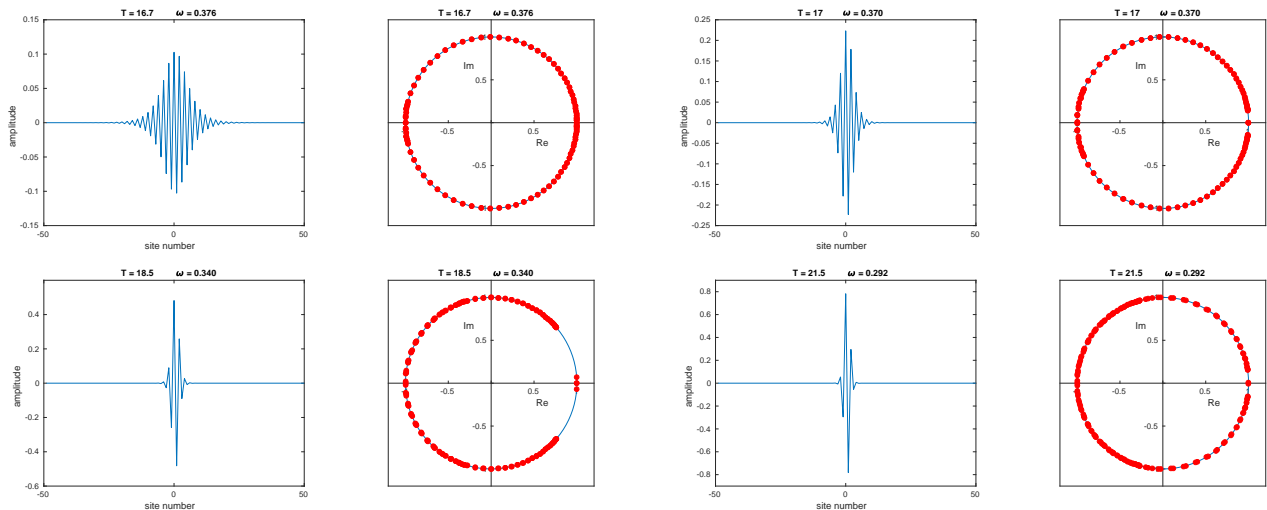 T = 16.7 ω = 0.376
0.15
0.1
0.05
0
-0.05
-0.1
-0.15
amplitude
-50 0 50
site number
T = 16.7 ω = 0.376
Im
0.5
-0.5 0.5
Re
-0.5
T = 17 ω = 0.370
0.25
0.2
0.15
0.1
0.05
0
-0.05
-0.1
-0.15
-0.2
-0.25
amplitude
-50 0 50
site number
T = 17 ω = 0.370
Im
0.5
-0.5 0.5
Re
-0.5
T = 18.5 ω = 0.340
0.4
0.2
0
-0.2
-0.4
-0.6
amplitude
-50 0 50
site number
T = 18.5 ω = 0.340
Im
0.5
-0.5 0.5
Re
-0.5
T = 21.5 ω = 0.292
0.8
0.6
0.4
0.2
0
-0.2
-0.4
-0.6
-0.8
amplitude
-50 0 50
site number
T = 21.5 ω = 0.292
Im
0.5
-0.5 0.5
Re
-0.5